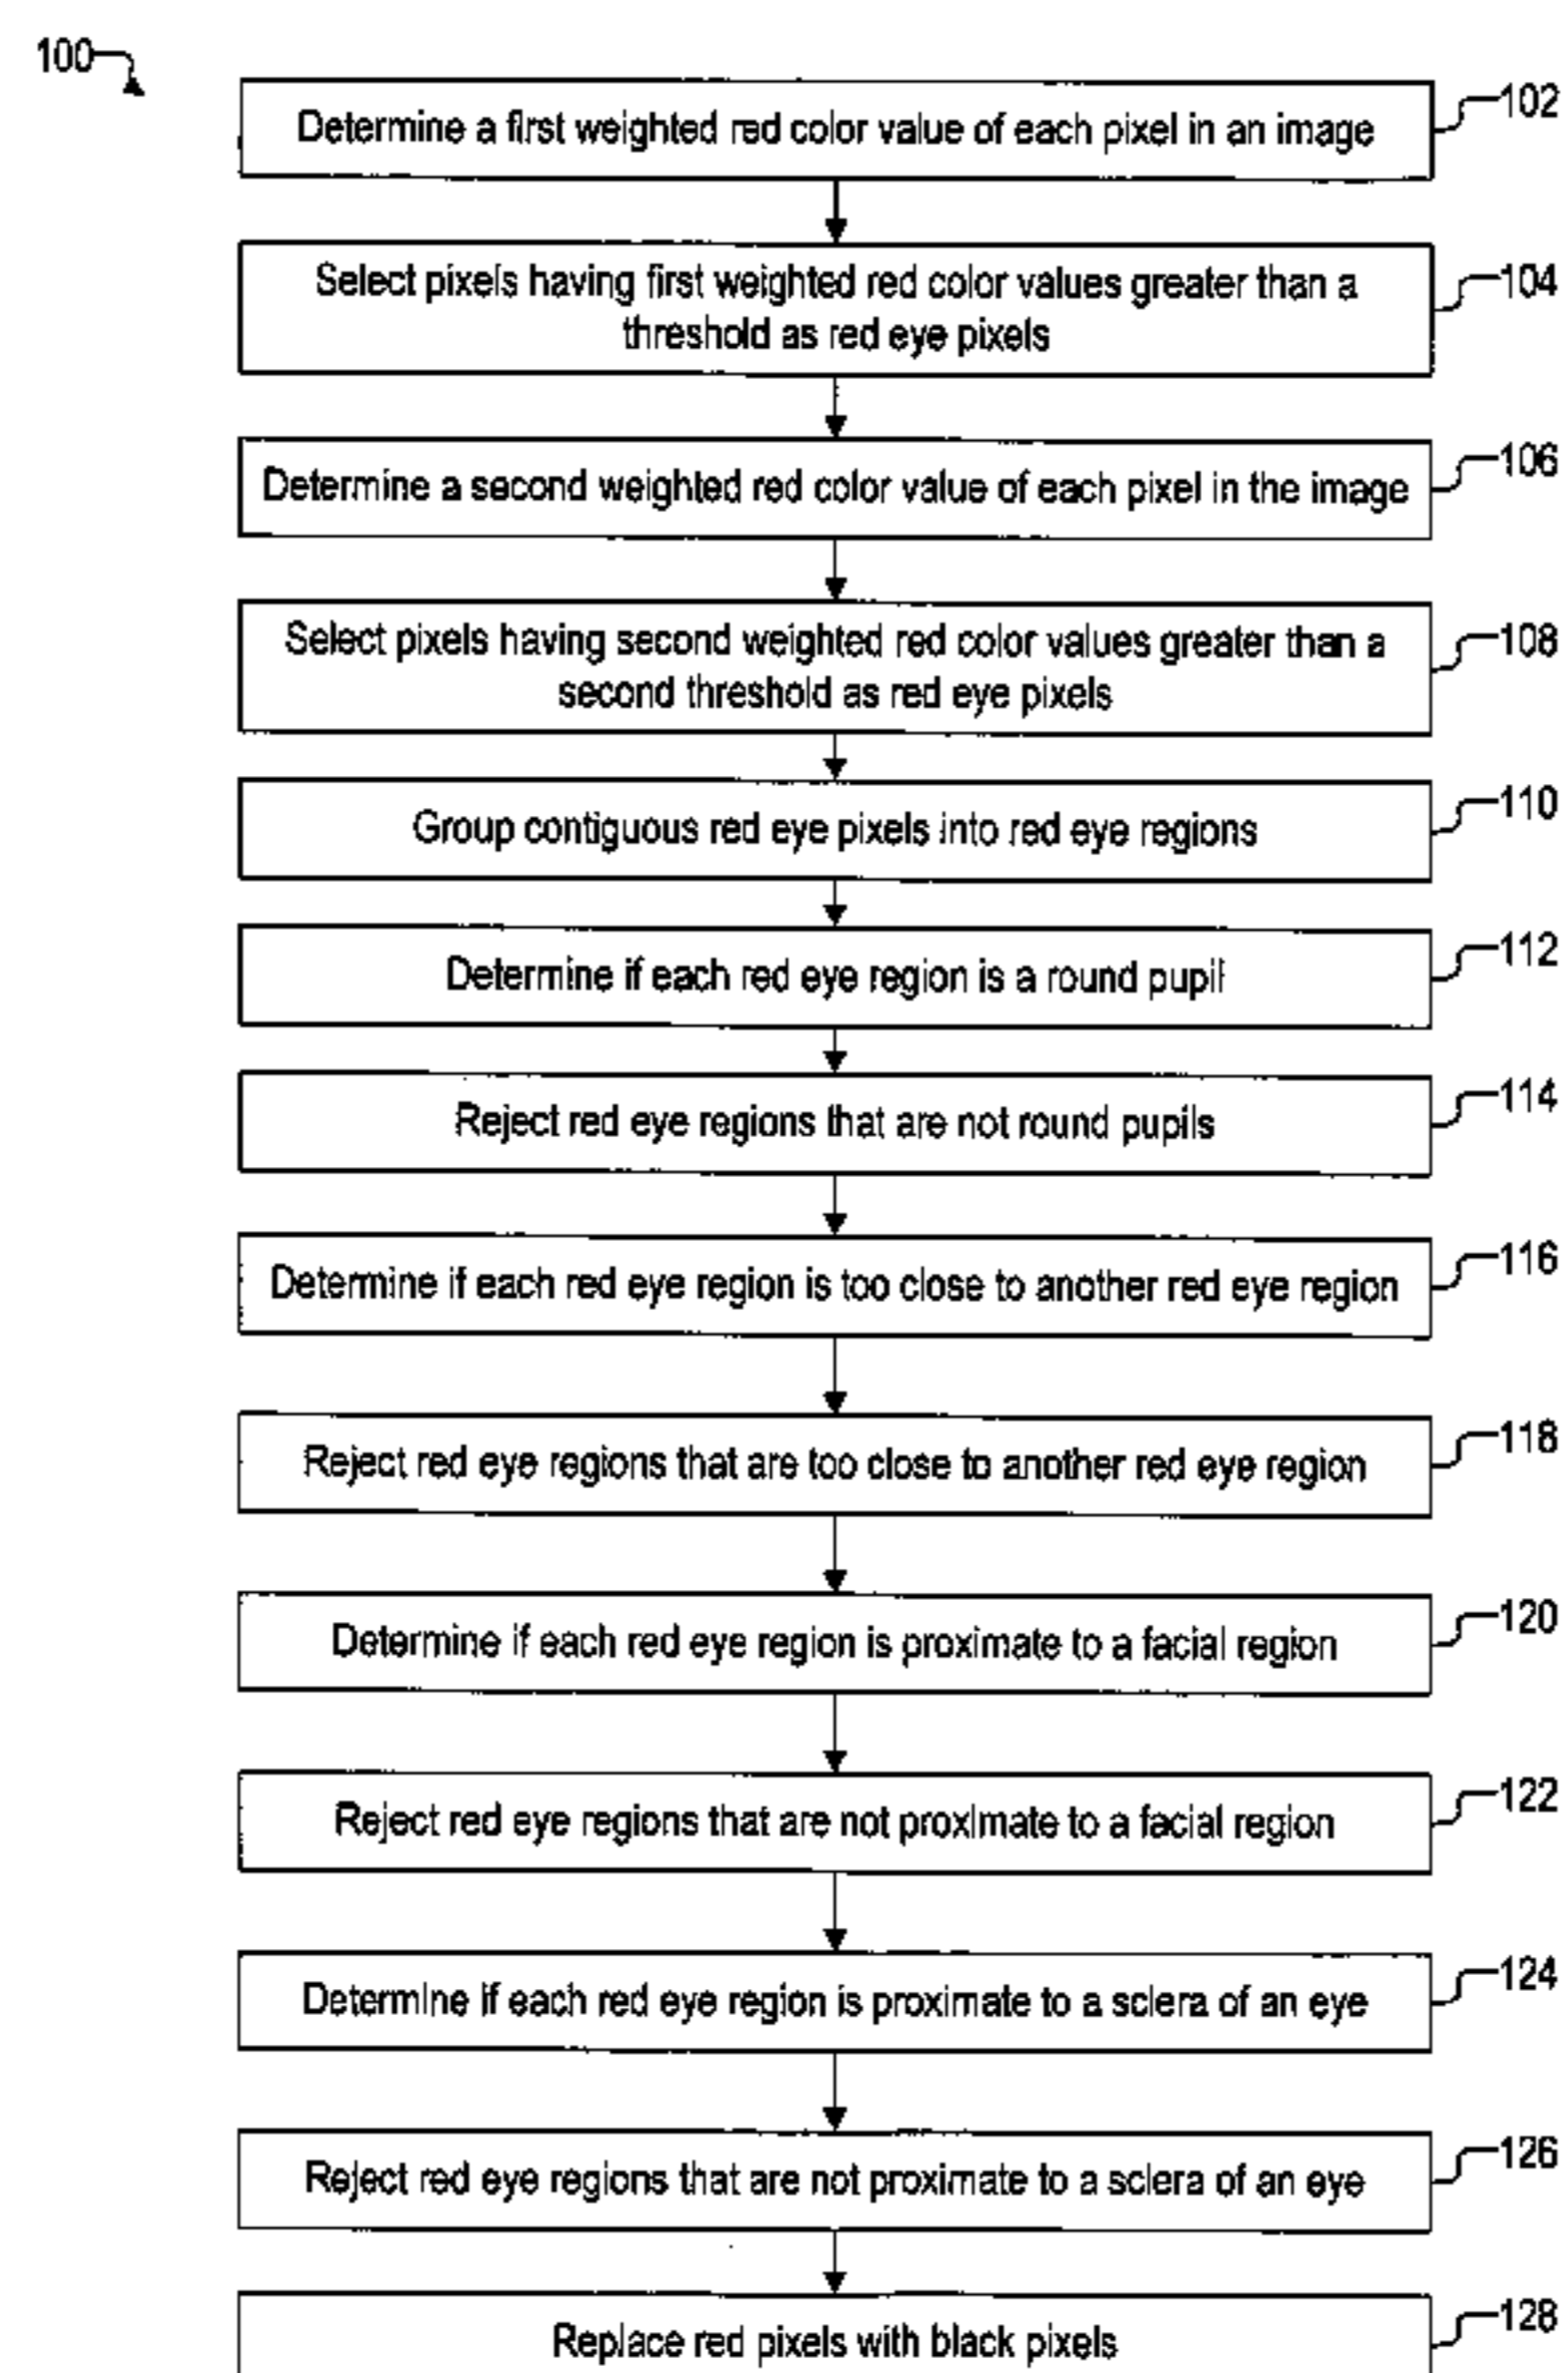 100
Determine a first weighted red color value of each pixel in an image
102
Select pixels having first weighted red color values greater than a
threshold as red eye pixels
104
Determine a second weighted red color value of each pixel in the image
106
Select pixels having second weighted red color values greater than a
second threshold as red eye pixels
108
Group contiguous red eye pixels into red eye regions
110
Determine if each red eye region is a round pupil
112
Reject red eye regions that are not round pupils
114
Determine if each red eye region is too close to another red eye region
116
Reject red eye regions that are too close to another red eye region
118
Determine if each red eye region is proximate to a facial region
120
Reject red eye regions that are not proximate to a facial region
122
Determine if each red eye region is proximate to a sclera of an eye
124
Reject red eye regions that are not proximate to a sclera of an eye
126
Replace red pixels with black pixels
128